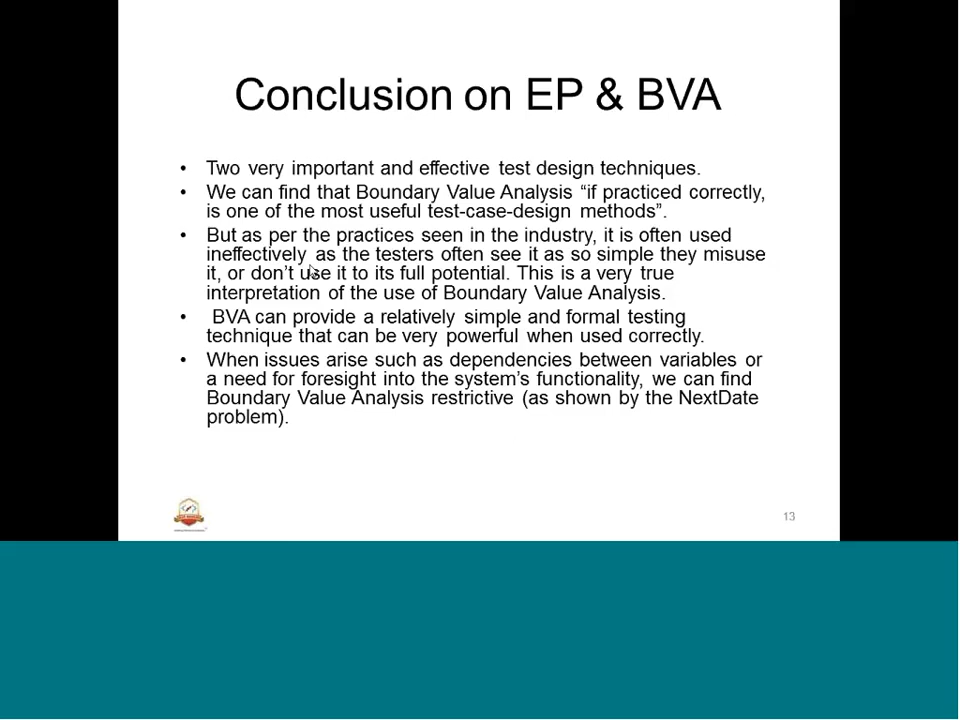 Conclusion on EP & BVA
• Two very important and effective test design techniques.
• We can find that Boundary Value Analysis “if practiced correctly,
is one of the most useful test-case-design methods”.
• But as per the practices seen in the industry, it is often used
ineffectively as the testers often see it as so simple they misuse
it, or don’t use it to its full potential. This is a very true
interpretation of the use of Boundary Value Analysis.
• BVA can provide a relatively simple and formal testing
technique that can be very powerful when used correctly.
• When issues arise such as dependencies between variables or
a need for foresight into the system’s functionality, we can find
Boundary Value Analysis restrictive (as shown by the NextDate
problem).
13